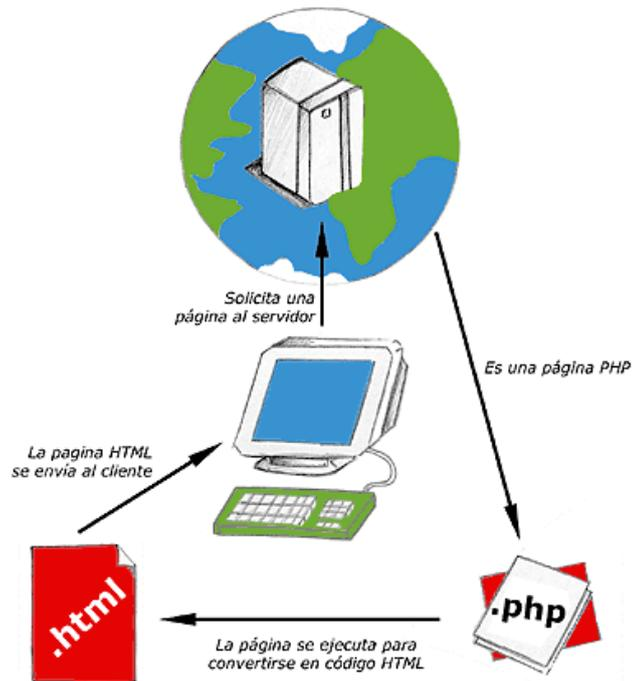 Solicita una
página al servidor
Es una página PHP
La pagina HTML
se envía al cliente
.html
.php
La página se ejecuta para
convertirse en código HTML